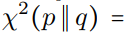 χ²(p ‖ q) =